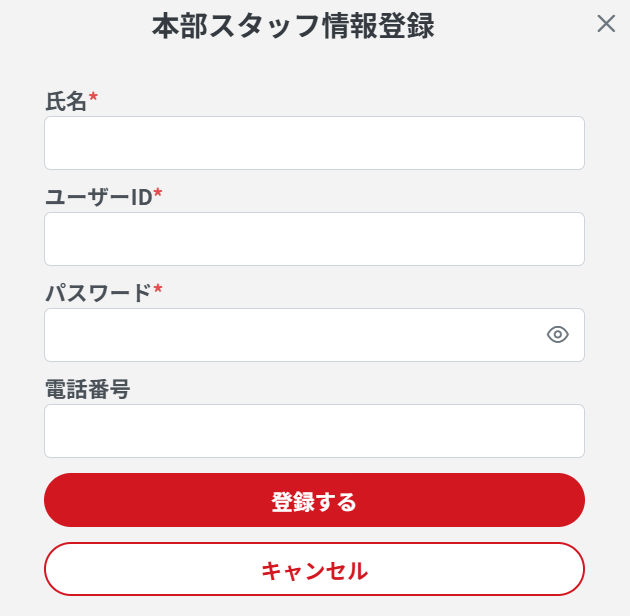 本部スタッフ情報登録
氏名*
ユーザーID*
パスワード*
電話番号
登録する
キャンセル